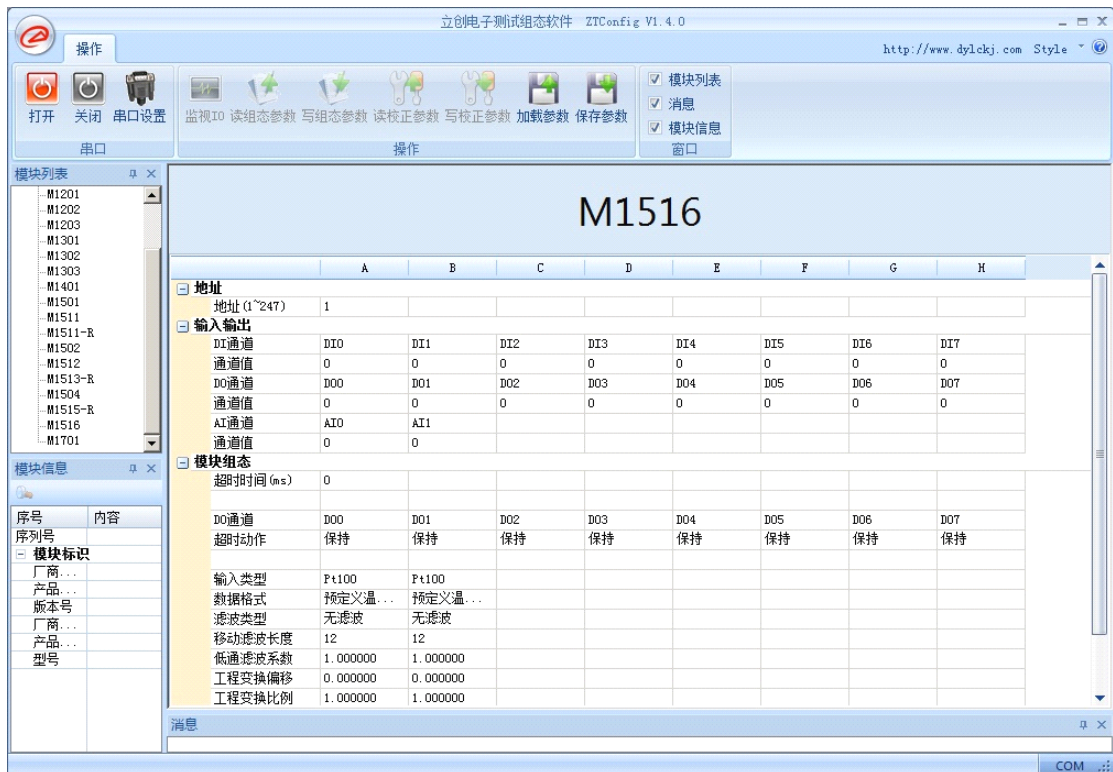 立创电子测试组态软件 ZTConfig V1.4.0
操作
http://www.dylckj.com Style
打开 关闭 串口设置
串口
监视IO 读组态参数 写组态参数 读校正参数 写校正参数 加载参数 保存参数
操作
模块列表
消息
模块信息
窗口
模块列表
M1201
M1202
M1203
M1301
M1302
M1303
M1401
M1501
M1511
M1511-R
M1502
M1512
M1513-R
M1504
M1515-R
M1516
M1701
模块信息
序号 内容
序列号
模块标识
厂商...
产品...
版本号
厂商...
产品...
型号
M1516
A B C D E F G H
地址
地址(1~247) 1
输入输出
DI通道 DI0 DI1 DI2 DI3 DI4 DI5 DI6 DI7
通道值 0 0 0 0 0 0 0 0
DO通道 DO0 DO1 DO2 DO3 DO4 DO5 DO6 DO7
通道值 0 0 0 0 0 0 0 0
AI通道 AI0 AI1
通道值 0 0
模块组态
超时时间(ms) 0
DO通道 DO0 DO1 DO2 DO3 DO4 DO5 DO6 DO7
超时动作 保持 保持 保持 保持 保持 保持 保持 保持
输入类型 Pt100 Pt100
数据格式 预定义温... 预定义温...
滤波类型 无滤波 无滤波
移动滤波长度 12 12
低通滤波系数 1.000000 1.000000
工程变换偏移 0.000000 0.000000
工程变换比例 1.000000 1.000000
消息
COM